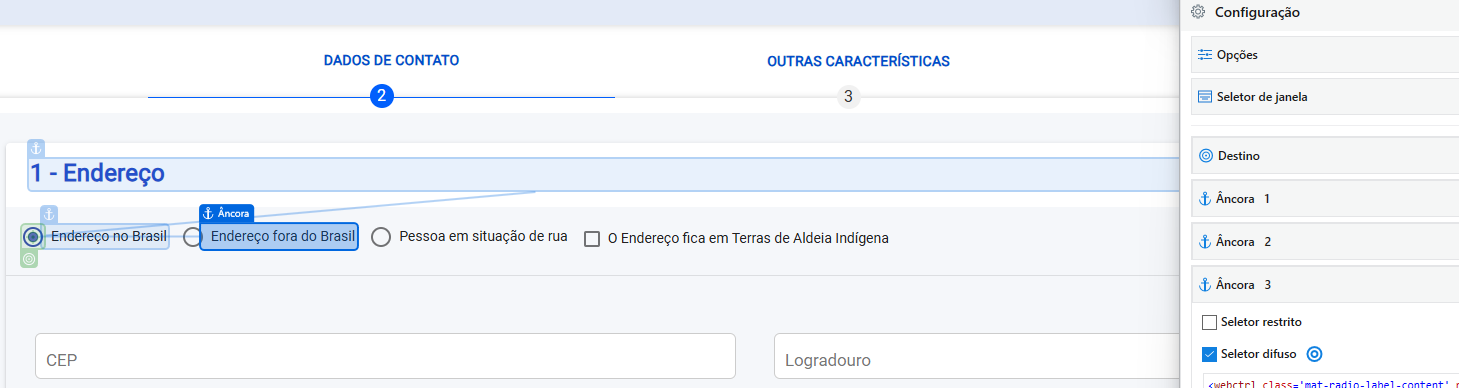 Configuração
DADOS DE CONTATO
OUTRAS CARACTERÍSTICAS
Opções
2
3
Seletor de janela
Destino
1 - Endereço
Âncora 1
Âncora
Endereço no Brasil
Endereço fora do Brasil
Pessoa em situação de rua
O Endereço fica em Terras de Aldeia Indígena
Âncora 2
Âncora 3
Seletor restrito
Seletor difuso
CEP
Logradouro
<webctrl class='mat-radio-label-content'